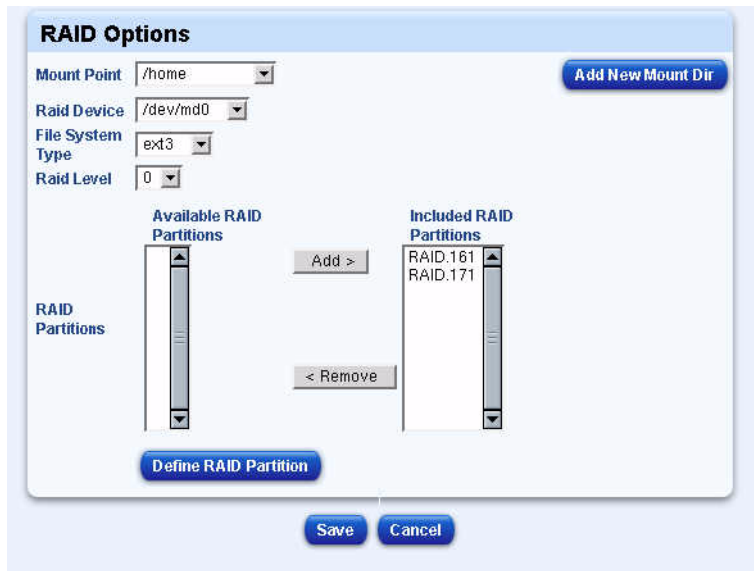 RAID Options
Mount Point /home Add New Mount Dir
Raid Device /dev/md0
File System
Type ext3
Raid Level 0
Available RAID
Partitions
Included RAID
Partitions
Add >
RAID.161
RAID.171
RAID
Partitions
< Remove
Define RAID Partition
Save Cancel